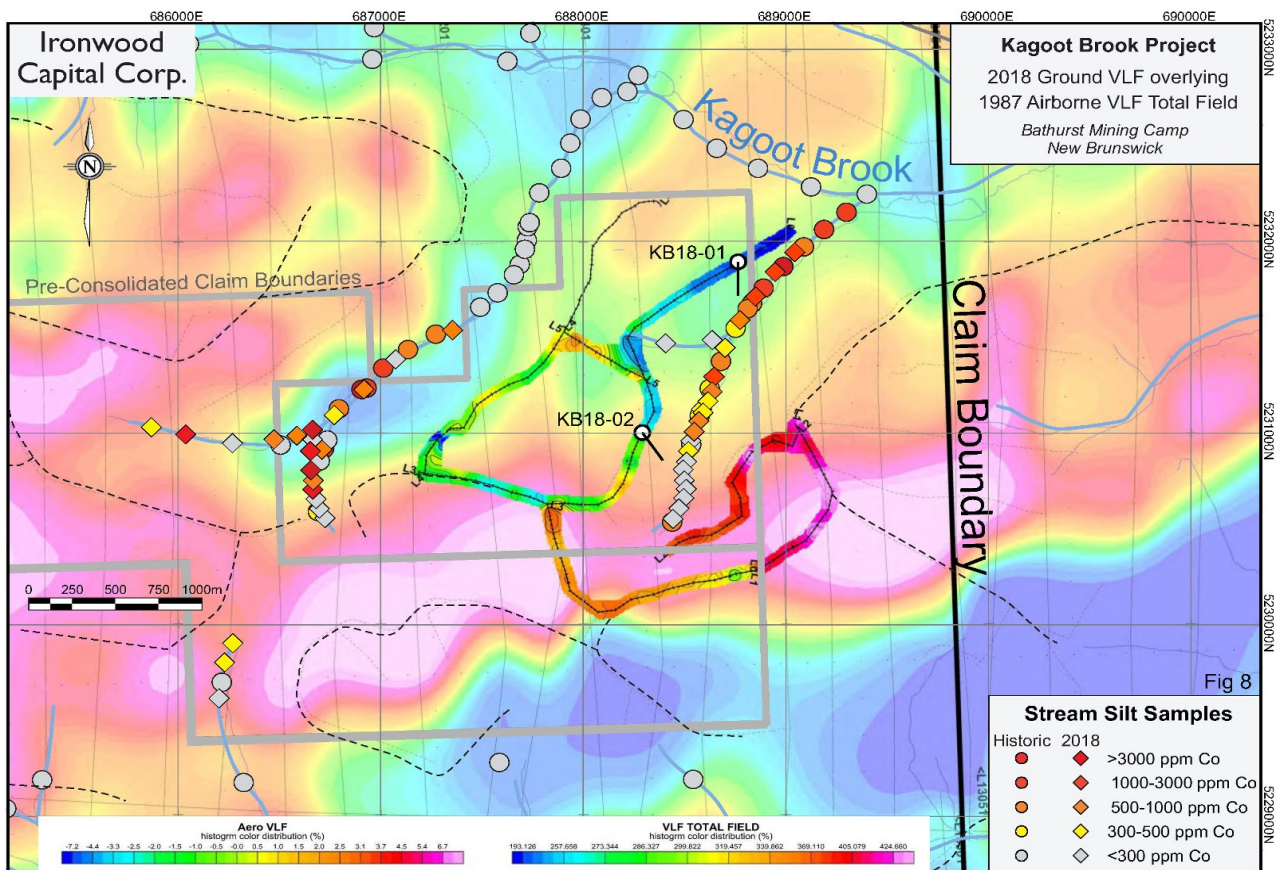 686000E 687000E 688000E 689000E 690000E 690000E
Ironwood
Capital Corp.
Kagoot Brook Project
2018 Ground VLF overlying
1987 Airborne VLF Total Field
Bathurst Mining Camp
New Brunswick
5233000N
5232000N
5231000N
5230000N
5229000N
N
Kagoot Brook
KB18-01
Pre-Consolidated Claim Boundaries
KB18-02
Claim Boundary
L5
L3
L2
0 250 500 750 1000m
Fig 8
<L13051
Stream Silt Samples
Historic 2018
>3000 ppm Co
1000-3000 ppm Co
500-1000 ppm Co
300-500 ppm Co
<300 ppm Co
Aero VLF
histogrm color distribution (%)
-7.2 -4.4 -3.3 -2.5 -1.5 -1.0 -0.5 -0.0 0.5 1.0 1.5 2.0 2.5 3.1 3.7 4.5 5.4 6.7
VLF TOTAL FIELD
histogrm color distribution (%)
193.126 257.658 273.344 286.327 299.822 319.457 339.862 369.110 405.079 424.660